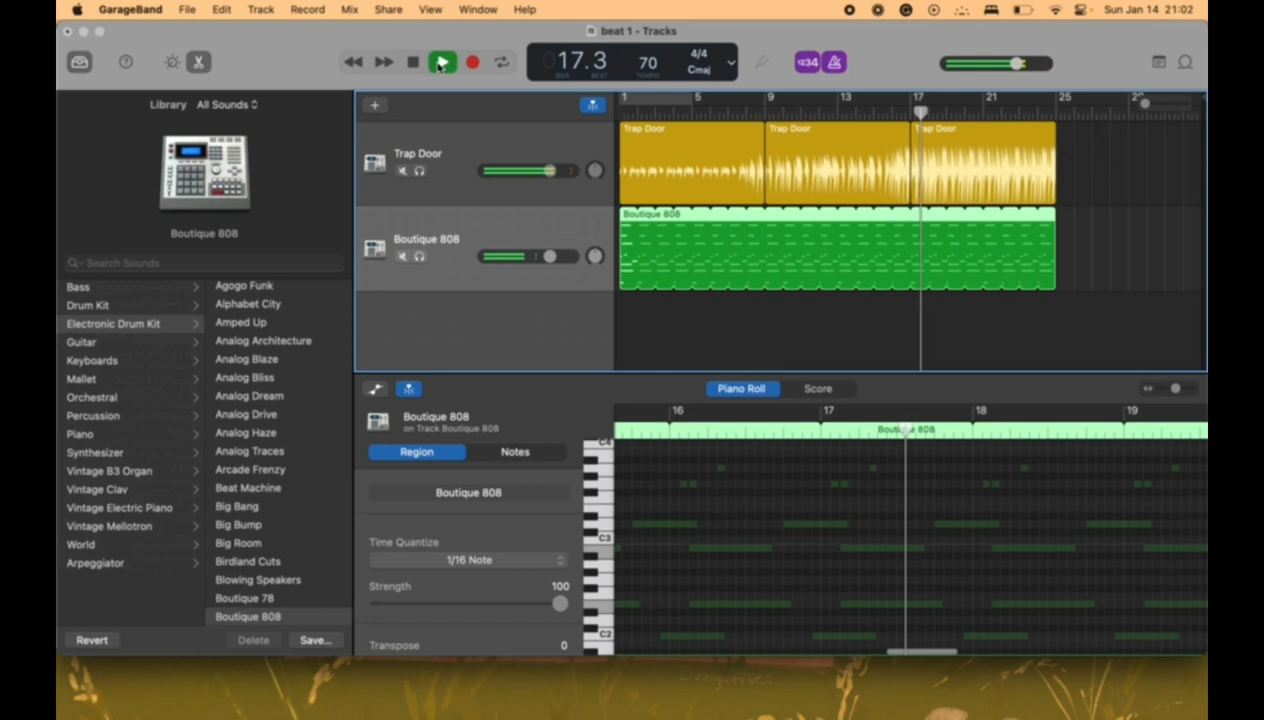 GarageBand File Edit Track Record Mix Share View Window Help Sun Jan 14 21:02
beat 1 - Tracks
17.3 70 4/4 Cmaj 1234
BAR BEAT TEMPO
Library All Sounds
1 5 9 13 17 21 25
Trap Door Trap Door Trap Door
Trap Door
Boutique 808
Boutique 808
Boutique 808
Search Sounds
Bass
Drum Kit
Electronic Drum Kit
Guitar
Keyboards
Mallet
Orchestral
Percussion
Piano
Synthesizer
Vintage B3 Organ
Vintage Clav
Vintage Electric Piano
Vintage Mellotron
World
Arpeggiator
Agogo Funk
Alphabet City
Amped Up
Analog Architecture
Analog Blaze
Analog Bliss
Analog Dream
Analog Drive
Analog Haze
Analog Traces
Arcade Frenzy
Beat Machine
Big Bang
Big Bump
Big Room
Birdland Cuts
Blowing Speakers
Boutique 78
Boutique 808
Revert Delete Save...
Piano Roll Score
Boutique 808
on Track Boutique 808
16 17 18 19
Boutique 808
Region Notes
Boutique 808
Time Quantize
1/16 Note
Strength 100
Transpose 0
C4
C3
C2